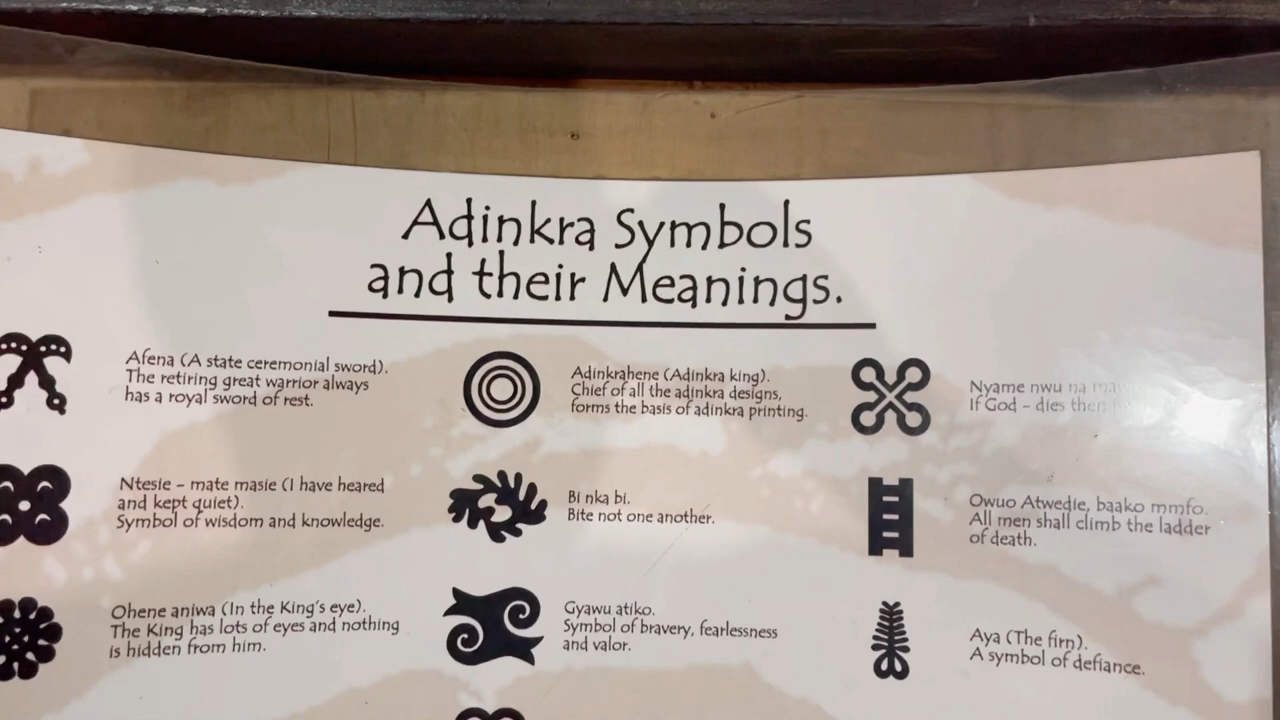 Adinkra Symbols
and their Meanings.
Afena (A state ceremonial sword).
The retiring great warrior always
has a royal sword of rest.
Adinkrahene (Adinkra king).
Chief of all the adinkra designs,
forms the basis of adinkra printing.
Nyame nwu na
If God - dies then
Ntesie - mate masie (I have heared
and kept quiet).
Symbol of wisdom and knowledge.
Bi nka bi.
Bite not one another.
Owuo Atwedie, baako mmfo.
All men shall climb the ladder
of death.
Ohene aniwa (In the King's eye).
The King has lots of eyes and nothing
is hidden from him.
Gyawu atiko.
Symbol of bravery, fearlessness
and valor.
Aya (The firn).
A symbol of defiance.